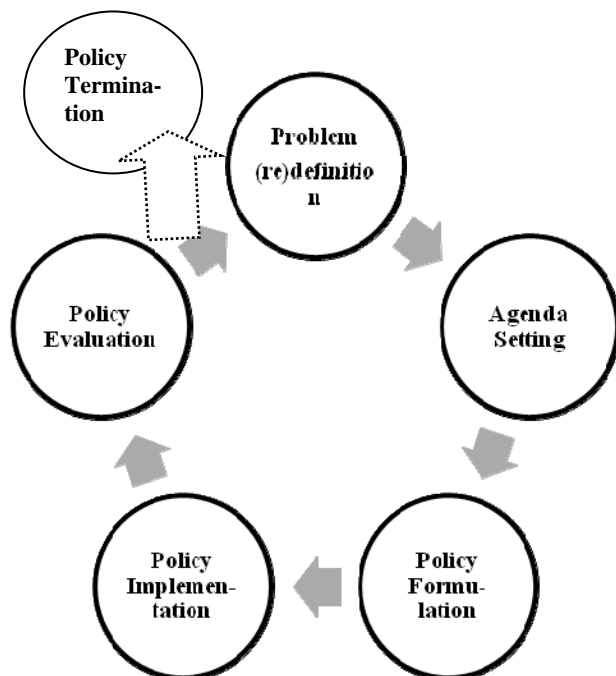 Policy
Termina-
tion
Problem
(re)definitio
n
Agenda
Setting
Policy
Formu-
lation
Policy
Implemen-
tation
Policy
Evaluation